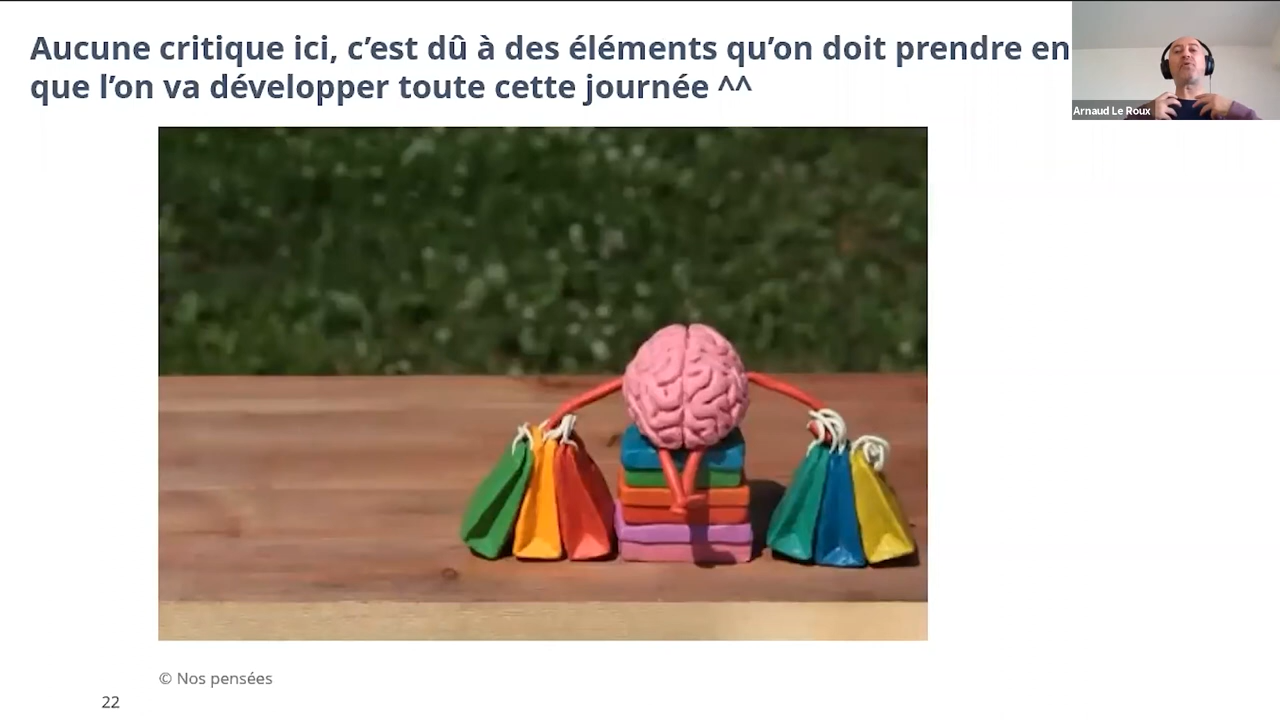 Aucune critique ici, c’est dû à des éléments qu’on doit prendre en
que l’on va développer toute cette journée ^^
Arnaud Le Roux
© Nos pensées
22